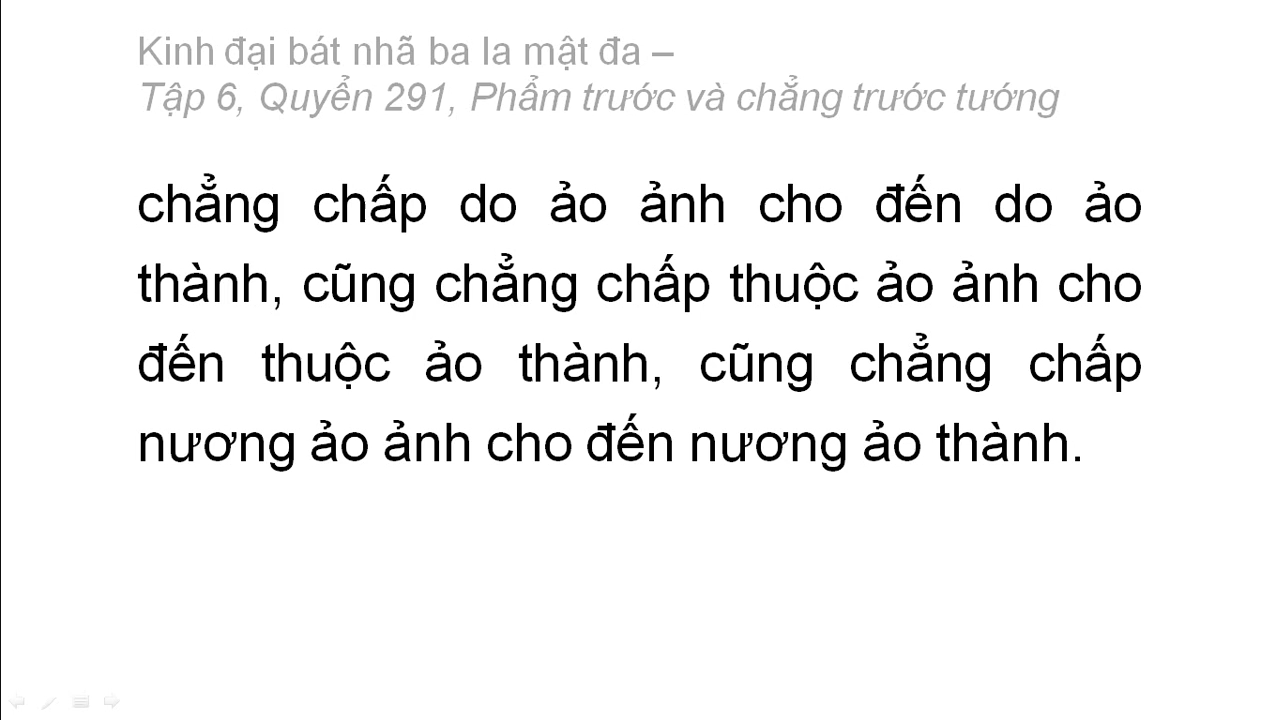 Kinh đại bát nhã ba la mật đa –
Tập 6, Quyển 291, Phẩm trước và chẳng trước tướng
chẳng chấp do ảo ảnh cho đến do ảo
thành, cũng chẳng chấp thuộc ảo ảnh cho
đến thuộc ảo thành, cũng chẳng chấp
nương ảo ảnh cho đến nương ảo thành.